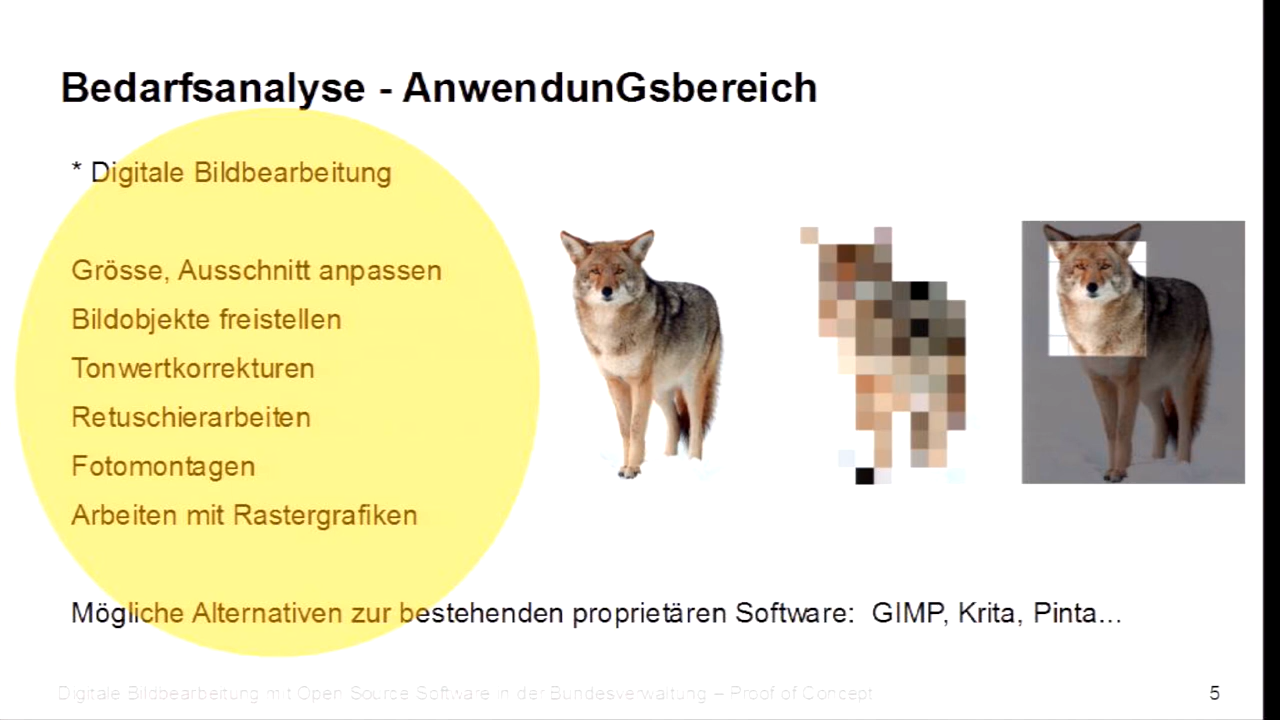 Bedarfsanalyse - AnwendunGsbereich
* Digitale Bildbearbeitung
Grösse, Ausschnitt anpassen
Bildobjekte freistellen
Tonwertkorrekturen
Retuschierarbeiten
Fotomontagen
Arbeiten mit Rastergrafiken
Mögliche Alternativen zur bestehenden proprietären Software:  GIMP, Krita, Pinta...
Digitale Bildbearbeitung mit Open Source Software in der Bundesverwaltung – Proof of Concept
5